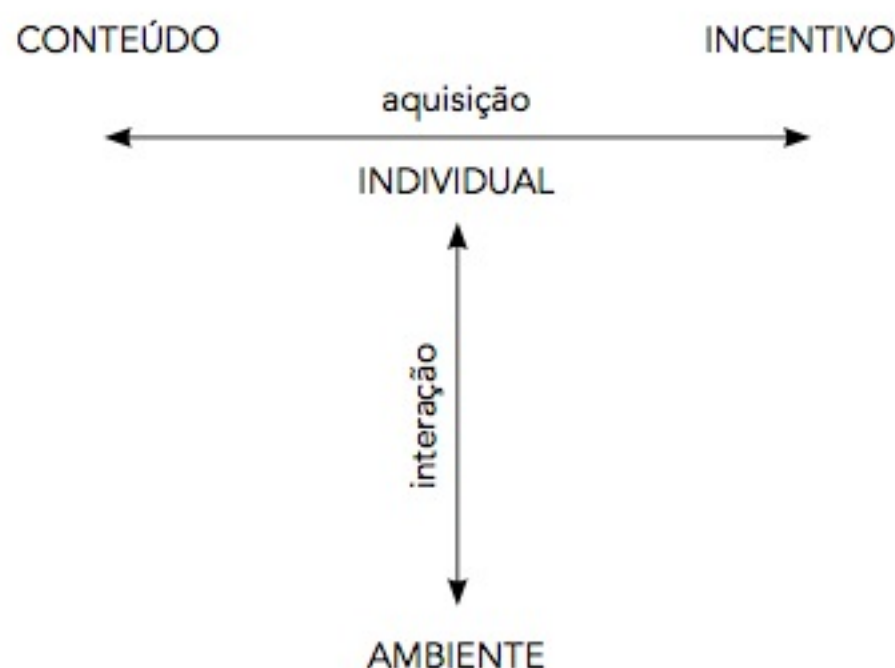 CONTEÚDO INCENTIVO
aquisição
INDIVIDUAL
interação
AMBIENTE